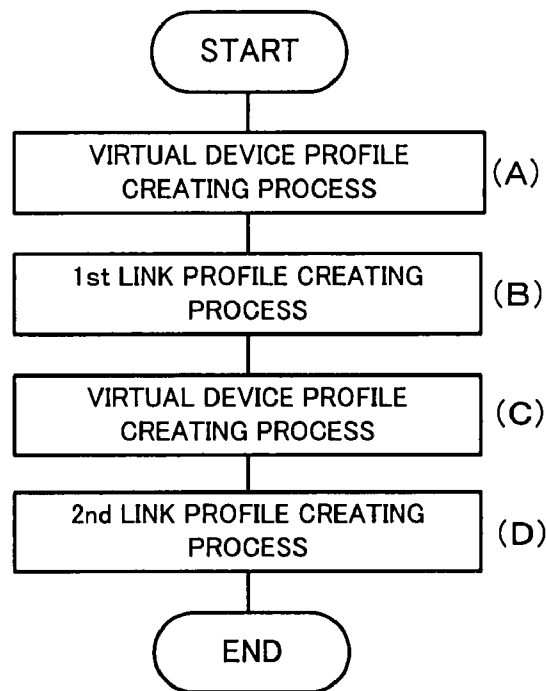 START
VIRTUAL DEVICE PROFILE
CREATING PROCESS
(A)
1st LINK PROFILE CREATING
PROCESS
(B)
VIRTUAL DEVICE PROFILE
CREATING PROCESS
(C)
2nd LINK PROFILE CREATING
PROCESS
(D)
END